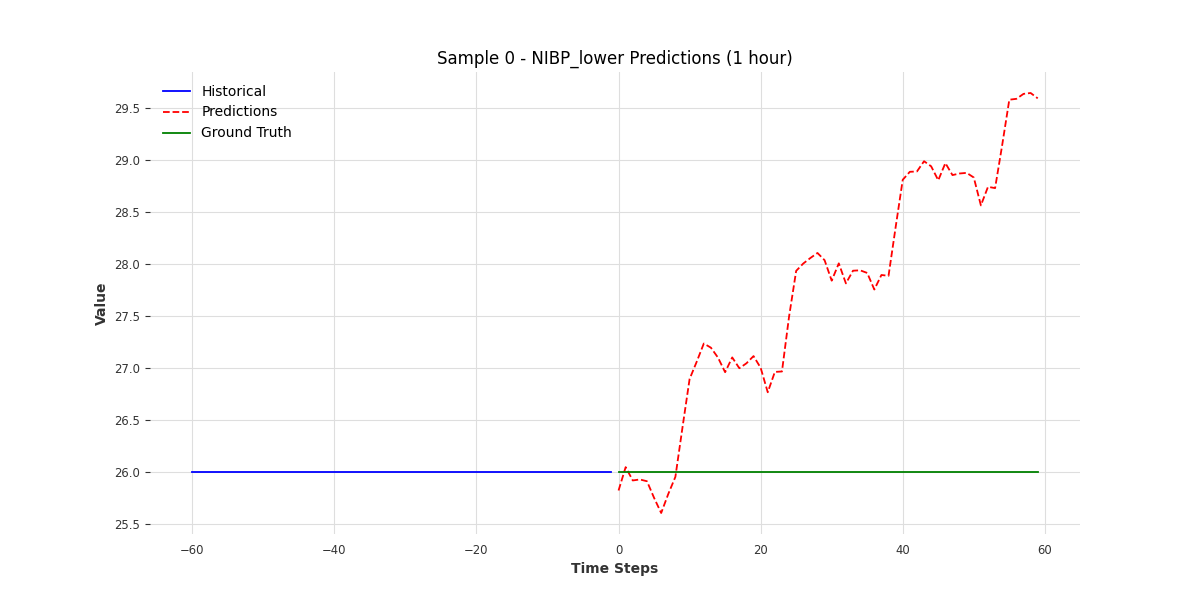 Sample 0 - NIBP_lower Predictions (1 hour)
Historical
Predictions
Ground Truth
29.5
29.0
28.5
28.0
27.5
27.0
26.5
26.0
25.5
Value
−60
−40
−20
0
20
40
60
Time Steps